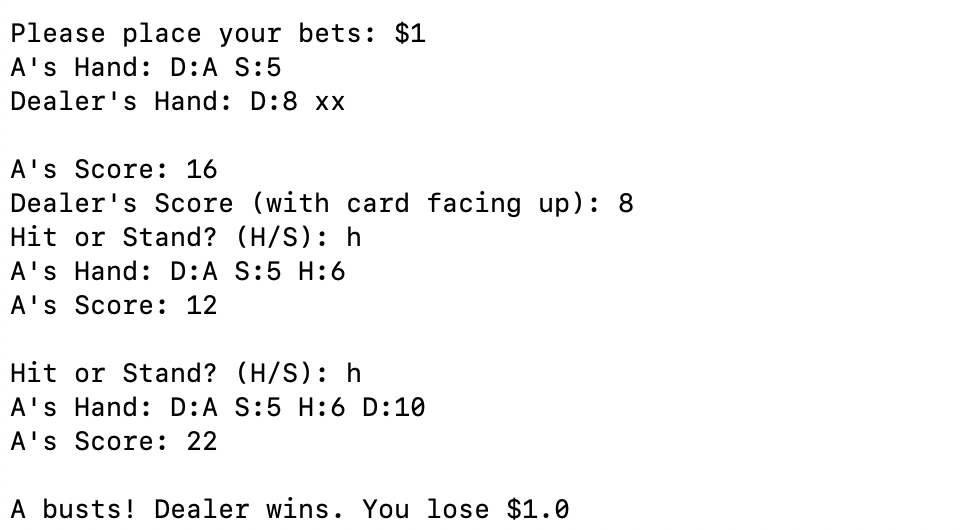 Please place your bets: $1
A's Hand: D:A S:5
Dealer's Hand: D:8 xx
A's Score: 16
Dealer's Score (with card facing up): 8
Hit or Stand? (H/S): h
A's Hand: D:A S:5 H:6
A's Score: 12
Hit or Stand? (H/S): h
A's Hand: D:A S:5 H:6 D:10
A's Score: 22
A busts! Dealer wins. You lose $1.0